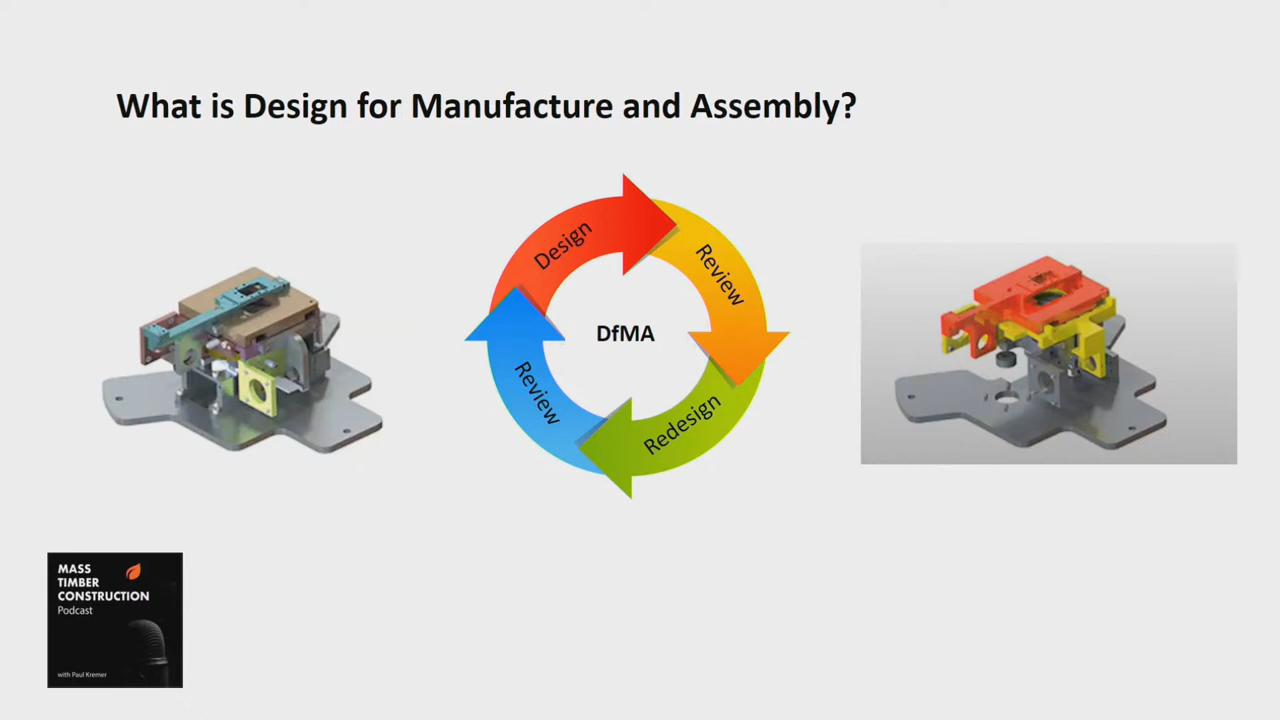 What is Design for Manufacture and Assembly?
Design
Review
DfMA
Review
Redesign
MASS
TIMBER
CONSTRUCTION
Podcast
with Paul Kremer